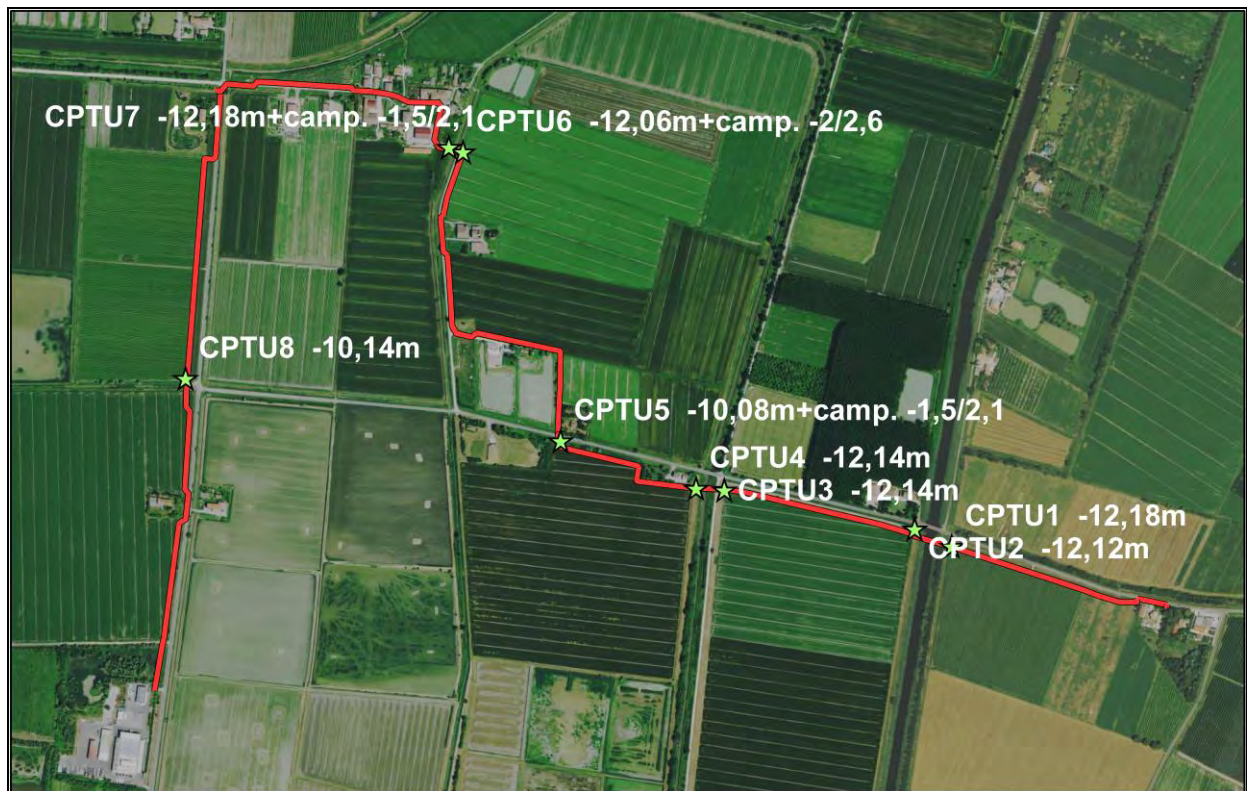 CPTU7 -12,18m+camp. -1,5/2,1
CPTU6 -12,06m+camp. -2/2,6
CPTU8 -10,14m
CPTU5 -10,08m+camp. -1,5/2,1
CPTU4 -12,14m
CPTU3 -12,14m
CPTU1 -12,18m
CPTU2 -12,12m